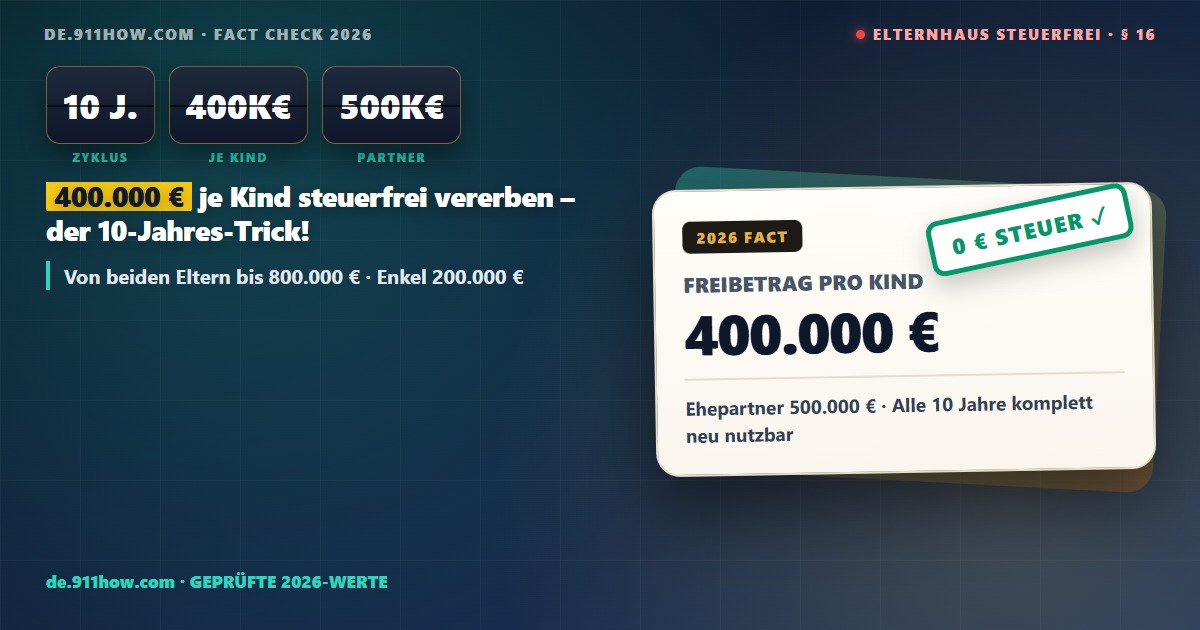 DE.911HOW.COM · FACT CHECK 2026
ELTERNHAUS STEUERFREI · § 16
10 J.
400K€
500K€
ZYKLUS
JE KIND
PARTNER
400.000 € je Kind steuerfrei vererben –
der 10-Jahres-Trick!
Von beiden Eltern bis 800.000 € · Enkel 200.000 €
2026 FACT
0 € STEUER ✓
FREIBETRAG PRO KIND
400.000 €
Ehepartner 500.000 € · Alle 10 Jahre komplett
neu nutzbar
de.911how.com · GEPRÜFTE 2026-WERTE